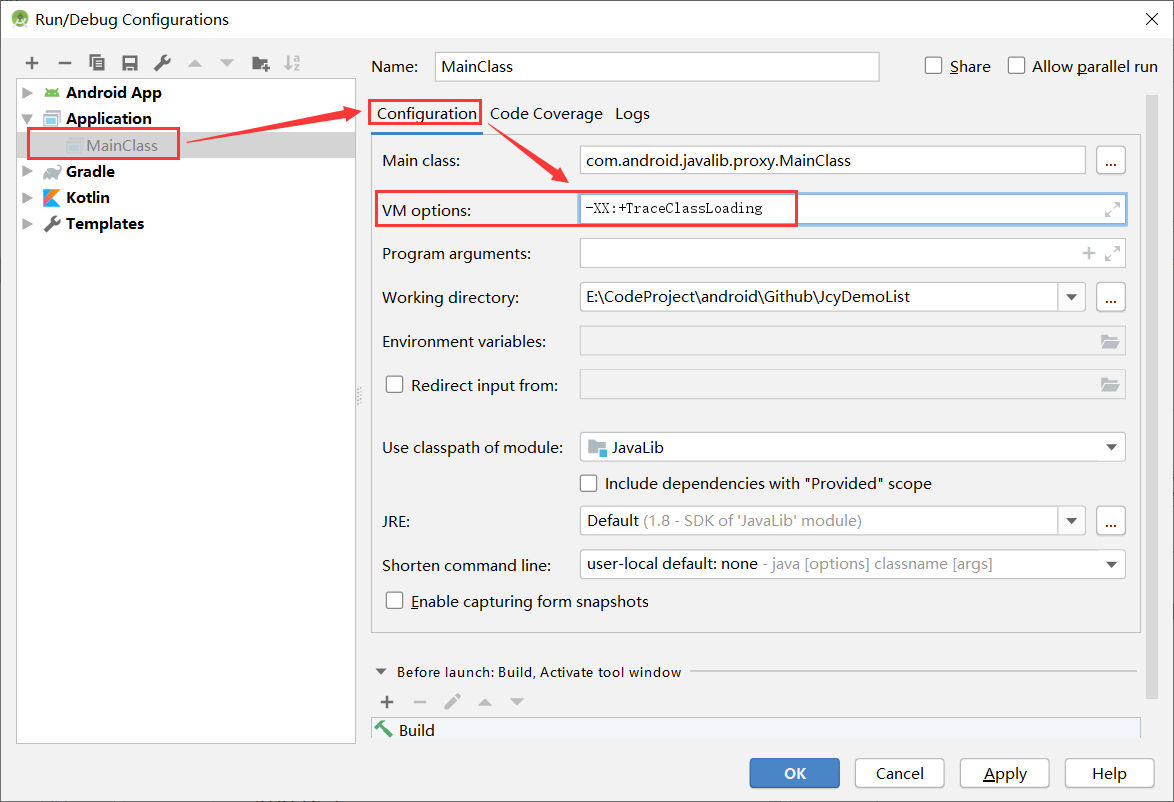 Run/Debug Configurations
Name: MainClass Share Allow parallel run
Android App
Application
MainClass
Gradle
Kotlin
Templates
Configuration Code Coverage Logs
Main class: com.android.javalib.proxy.MainClass ...
VM options: -XX:+TraceClassLoading
Program arguments:
Working directory: E:\CodeProject\android\Github\JcyDemoList ...
Environment variables:
Redirect input from:
Use classpath of module: JavaLib
Include dependencies with "Provided" scope
JRE: Default (1.8 - SDK of 'JavaLib' module) ...
Shorten command line: user-local default: none - java [options] classname [args]
Enable capturing form snapshots
Before launch: Build, Activate tool window
Build
OK Cancel Apply Help